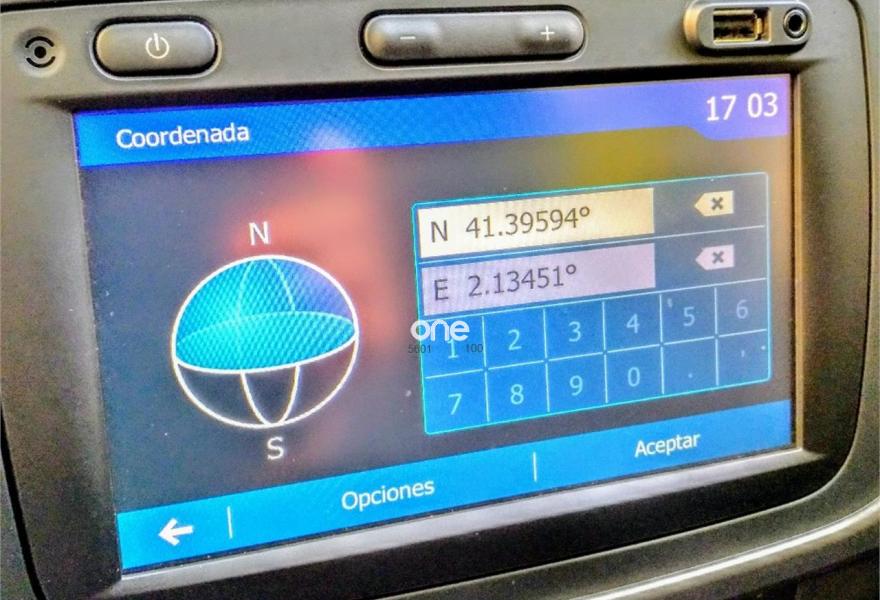 17 03
Coordenada
N
N 41.39594°
E 2.13451°
one
5601 100
1 2 3 4 5 6
7 8 9 0 . '
S
Opciones
Aceptar